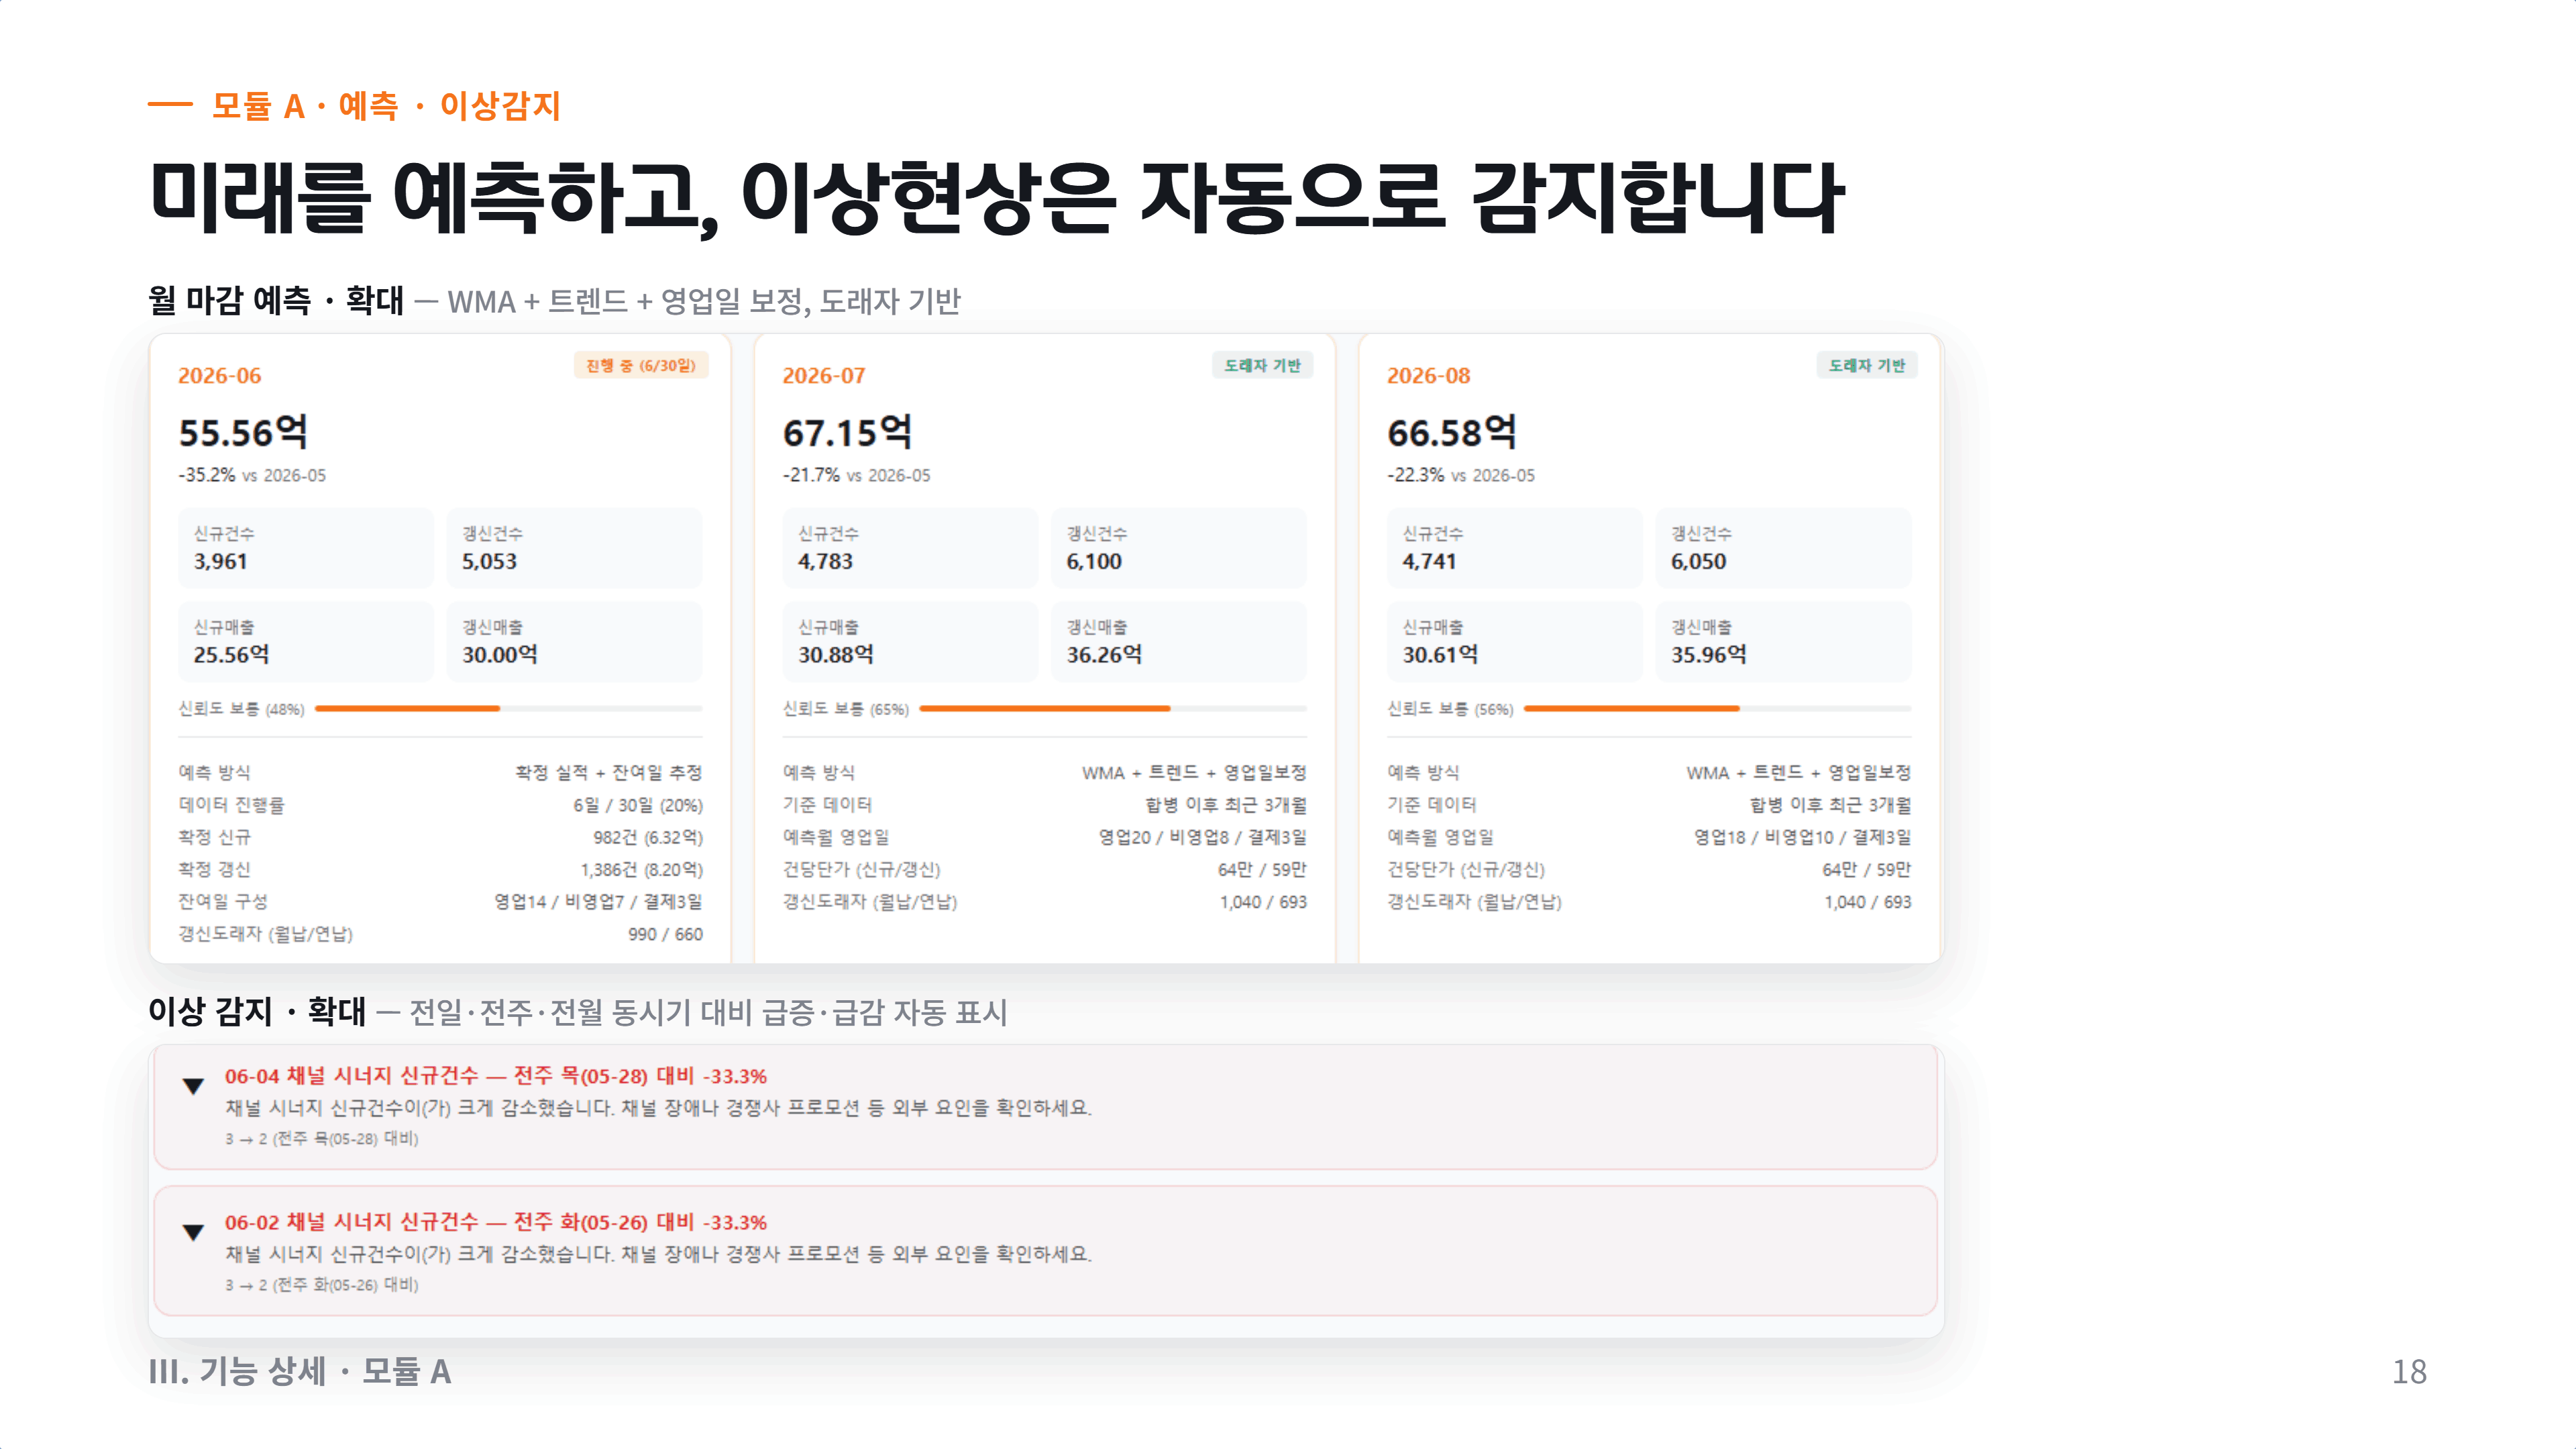 모듈 A · 예측 · 이상감지
미래를 예측하고, 이상현상은 자동으로 감지합니다
월 마감 예측 · 확대 — WMA + 트렌드 + 영업일 보정, 도래자 기반
2026-06
진행 중 (6/30일)
55.56억
-35.2% vs 2026-05
신규건수
3,961
갱신건수
5,053
신규매출
25.56억
갱신매출
30.00억
신뢰도 보통 (48%)
예측 방식 확정 실적 + 잔여일 추정
데이터 진행률 6일 / 30일 (20%)
확정 신규 982건 (6.32억)
확정 갱신 1,386건 (8.20억)
잔여일 구성 영업14 / 비영업7 / 결제3일
갱신도래자 (월납/연납) 990 / 660
2026-07
도래자 기반
67.15억
-21.7% vs 2026-05
신규건수
4,783
갱신건수
6,100
신규매출
30.88억
갱신매출
36.26억
신뢰도 보통 (65%)
예측 방식 WMA + 트렌드 + 영업일보정
기준 데이터 합병 이후 최근 3개월
예측월 영업일 영업20 / 비영업8 / 결제3일
건당단가 (신규/갱신) 64만 / 59만
갱신도래자 (월납/연납) 1,040 / 693
2026-08
도래자 기반
66.58억
-22.3% vs 2026-05
신규건수
4,741
갱신건수
6,050
신규매출
30.61억
갱신매출
35.96억
신뢰도 보통 (56%)
예측 방식 WMA + 트렌드 + 영업일보정
기준 데이터 합병 이후 최근 3개월
예측월 영업일 영업18 / 비영업10 / 결제3일
건당단가 (신규/갱신) 64만 / 59만
갱신도래자 (월납/연납) 1,040 / 693
이상 감지 · 확대 — 전일·전주·전월 동시기 대비 급증·급감 자동 표시
▼ 06-04 채널 시너지 신규건수 — 전주 목(05-28) 대비 -33.3%
채널 시너지 신규건수이(가) 크게 감소했습니다. 채널 장애나 경쟁사 프로모션 등 외부 요인을 확인하세요.
3 → 2 (전주 목(05-28) 대비)
▼ 06-02 채널 시너지 신규건수 — 전주 화(05-26) 대비 -33.3%
채널 시너지 신규건수이(가) 크게 감소했습니다. 채널 장애나 경쟁사 프로모션 등 외부 요인을 확인하세요.
3 → 2 (전주 화(05-26) 대비)
III. 기능 상세 · 모듈 A
18